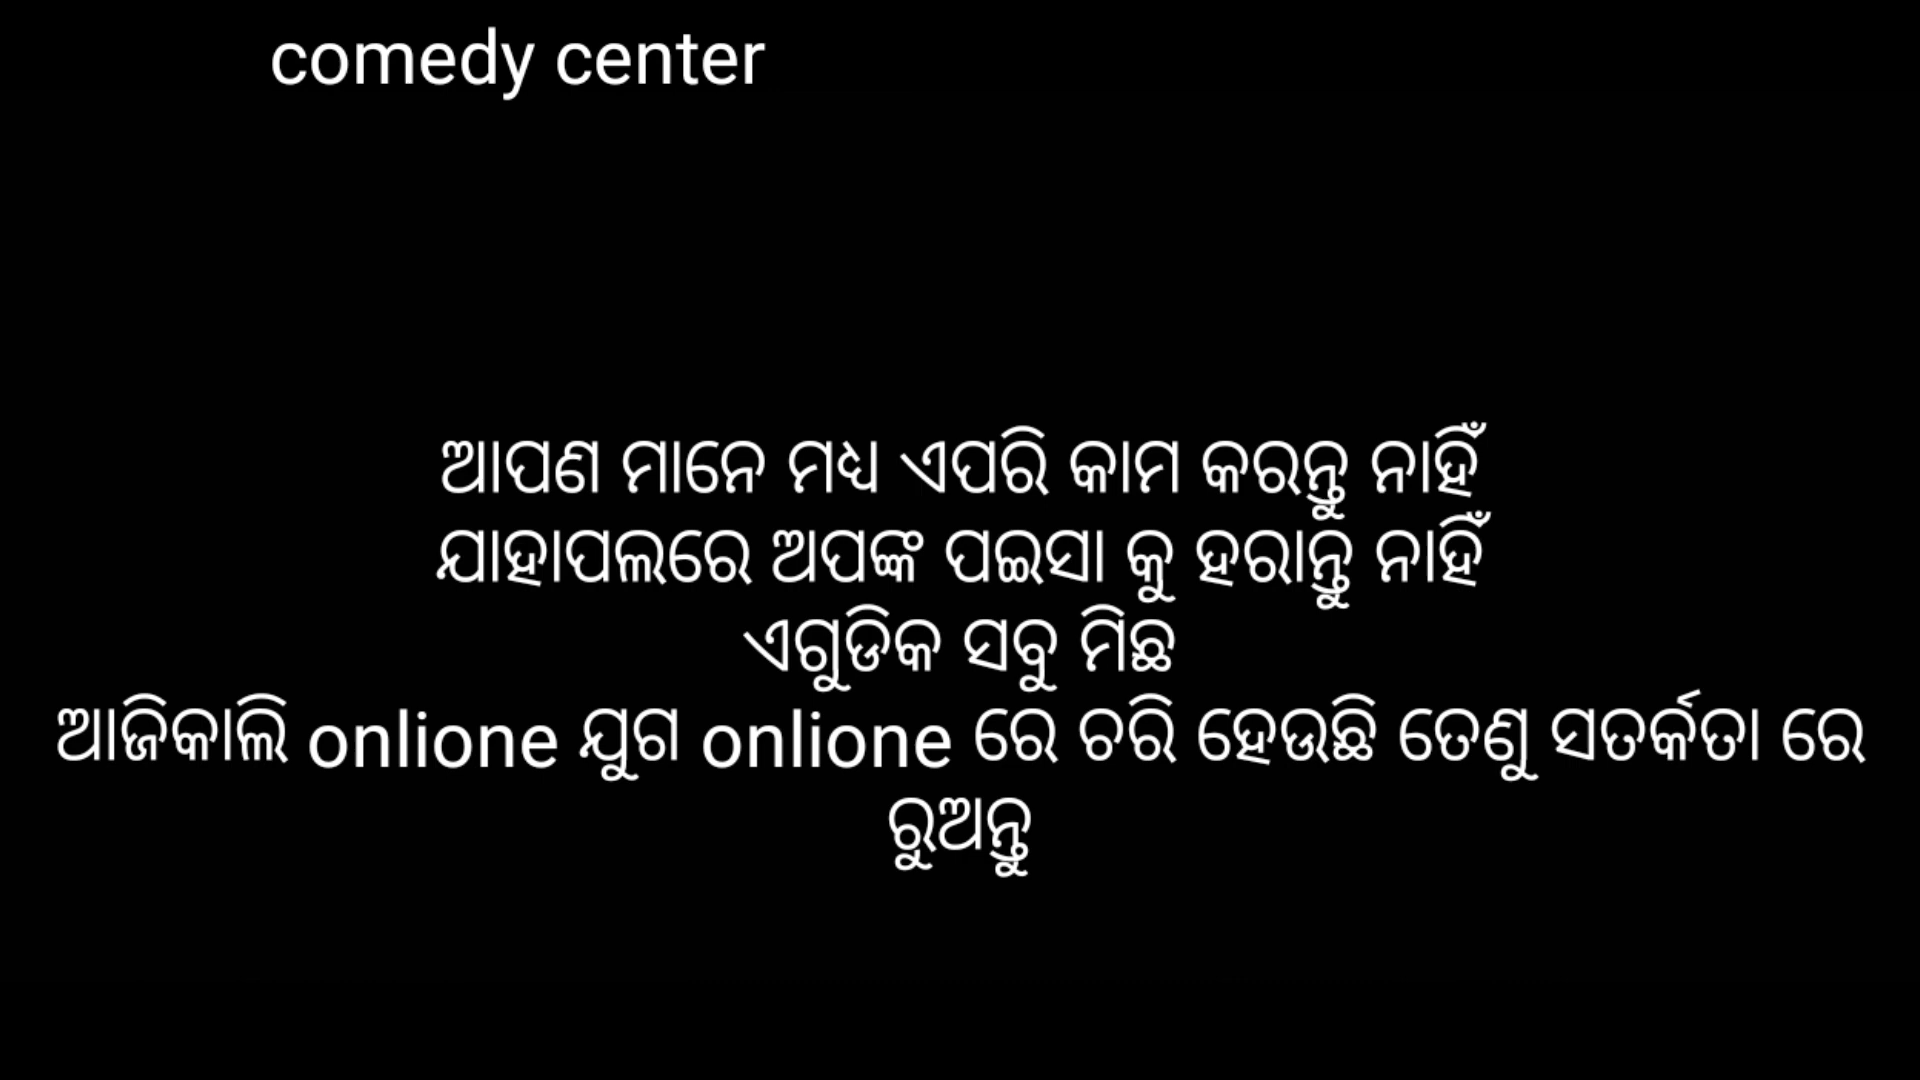 comedy center
ଆପଣ ମାନେ ମଧ୍ଯ ଏପରି କାମ କରନ୍ତୁ ନାହିଁ
ଯାହାପଲରେ ଅପଙ୍କ ପଇସା କୁ ହରାନ୍ତୁ ନାହିଁ
ଏଗୁଡିକ ସବୁ ମିଛ
ଆଜିକାଲି onlione ଯୁଗ onlione ରେ ଚରି ହେଉଛି ତେଣୁ ସତର୍କତା ରେ
ରୁଅନ୍ତୁ